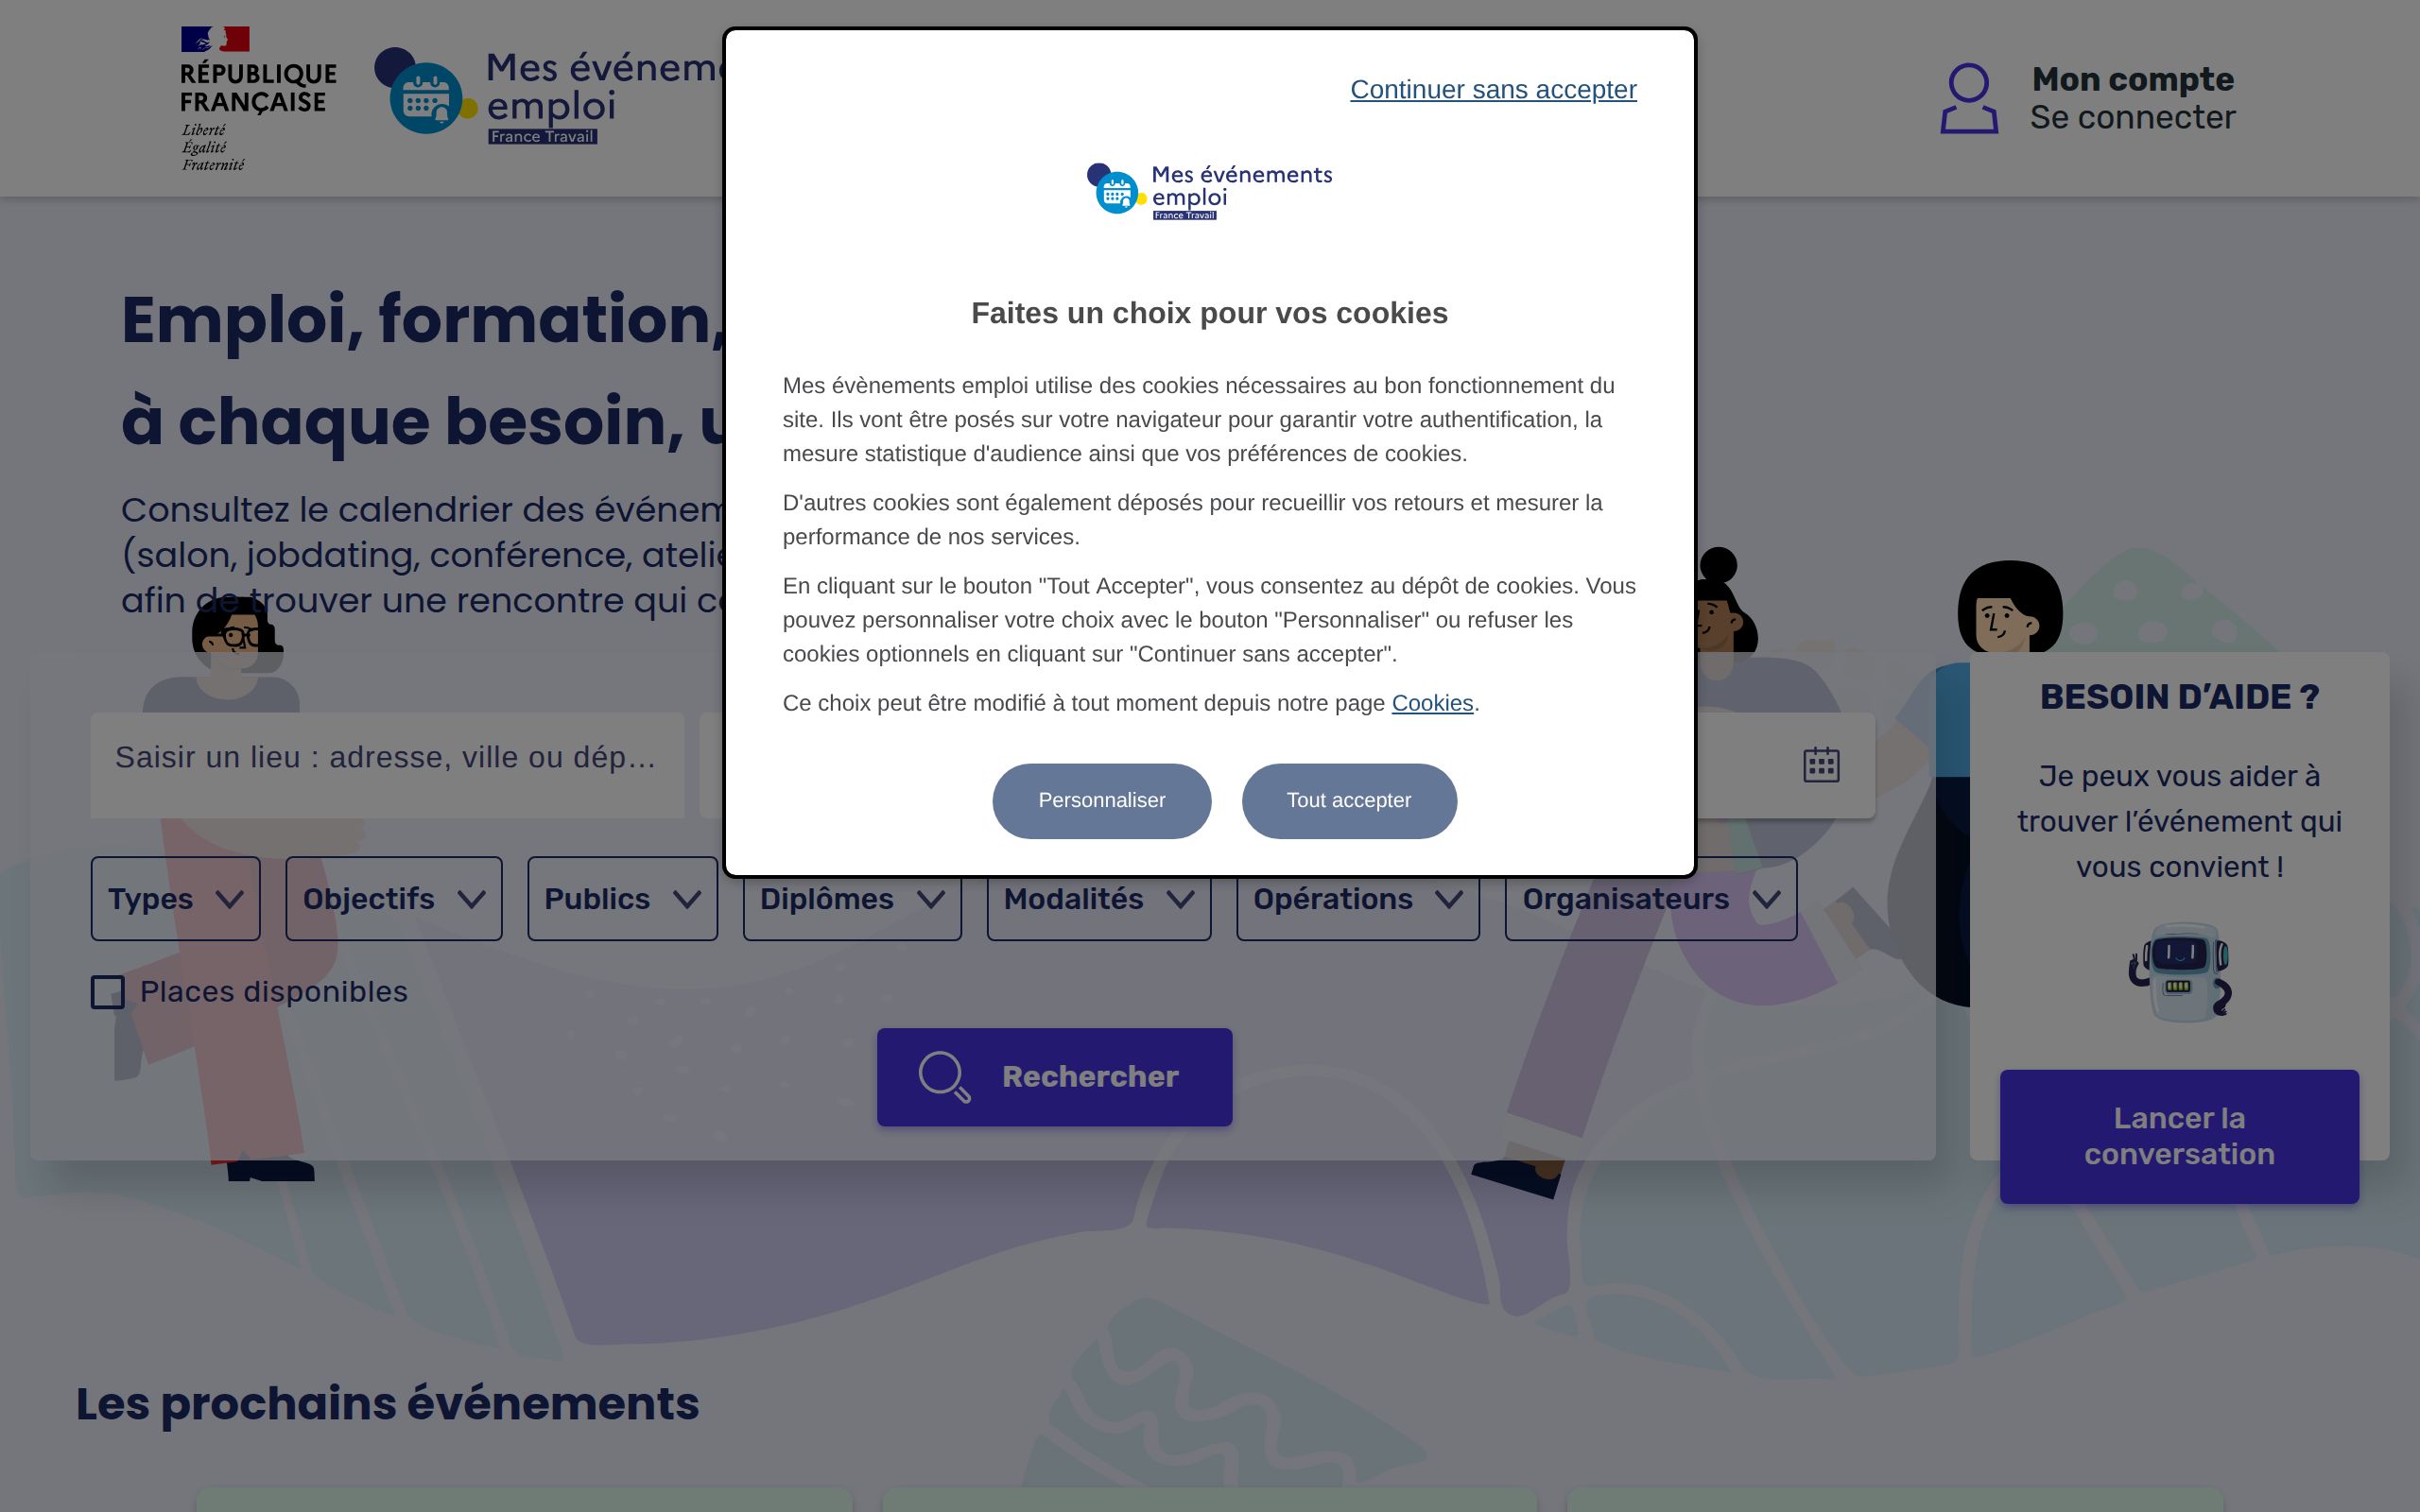 RÉPUBLIQUE
FRANÇAISE
Liberté
Égalité
Fraternité
Mes événem
emploi
France Travail
Mon compte
Se connecter
Emploi, formation,
à chaque besoin, u
Consultez le calendrier des événem
(salon, jobdating, conférence, atelie
afin de trouver une rencontre qui co
Continuer sans accepter
Mes événements
emploi
France Travail
Faites un choix pour vos cookies
Mes évènements emploi utilise des cookies nécessaires au bon fonctionnement du
site. Ils vont être posés sur votre navigateur pour garantir votre authentification, la
mesure statistique d'audience ainsi que vos préférences de cookies.
D'autres cookies sont également déposés pour recueillir vos retours et mesurer la
performance de nos services.
En cliquant sur le bouton "Tout Accepter", vous consentez au dépôt de cookies. Vous
pouvez personnaliser votre choix avec le bouton "Personnaliser" ou refuser les
cookies optionnels en cliquant sur "Continuer sans accepter".
Ce choix peut être modifié à tout moment depuis notre page Cookies.
Personnaliser Tout accepter
Saisir un lieu : adresse, ville ou dép...
Types Objectifs Publics Diplômes Modalités Opérations Organisateurs
Places disponibles
Rechercher
BESOIN D’AIDE ?
Je peux vous aider à
trouver l’événement qui
vous convient !
Lancer la
conversation
Les prochains événements